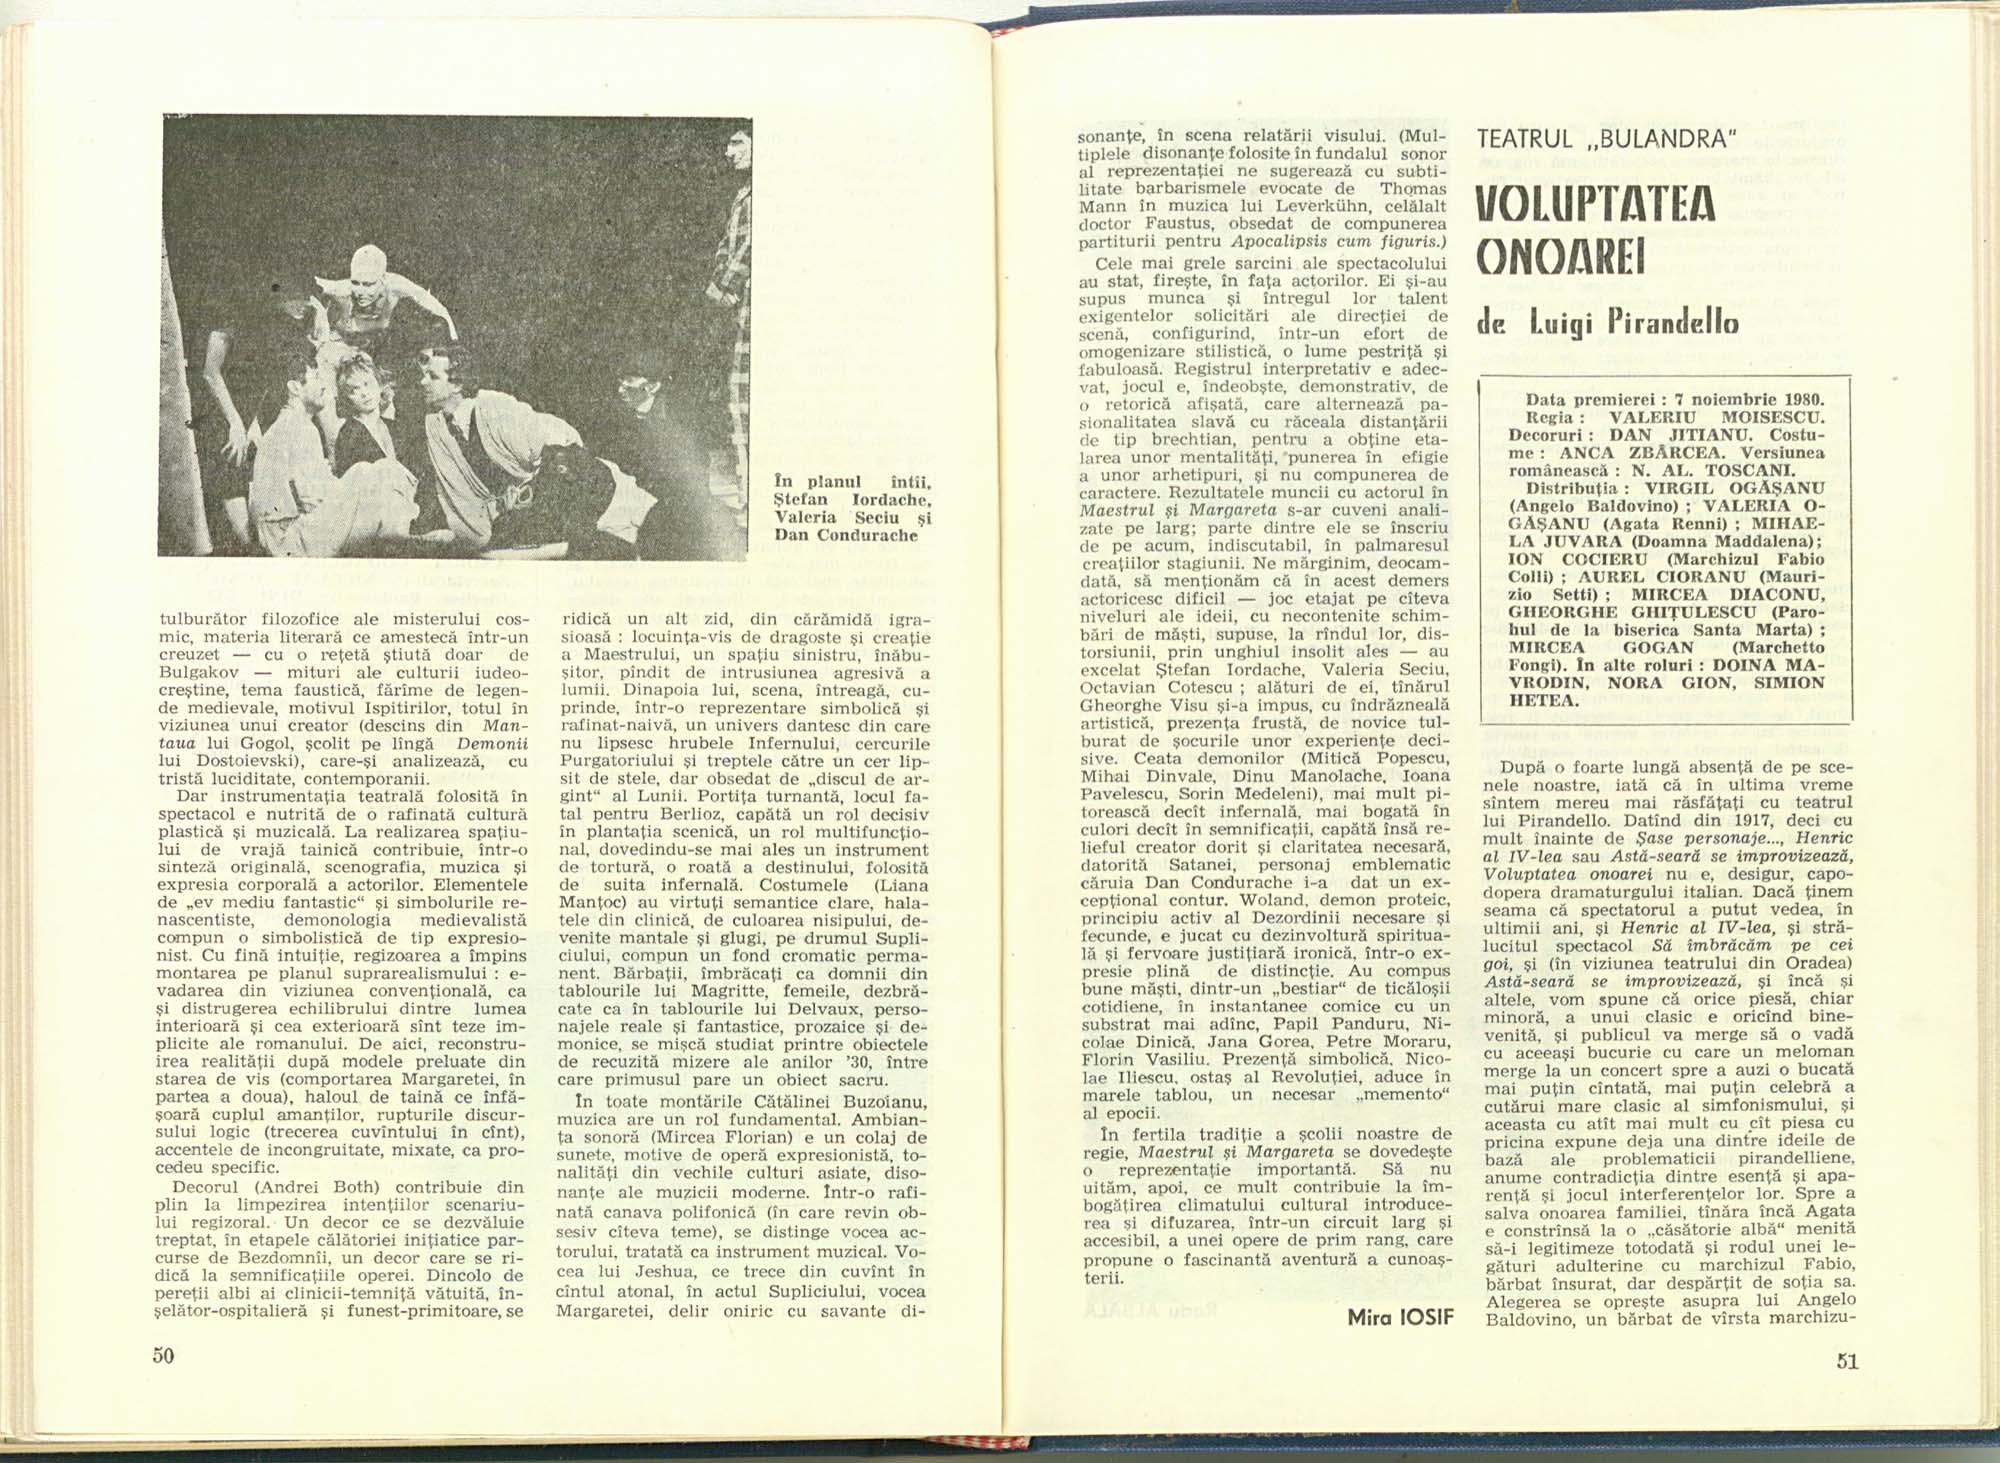 În planul întîi,
Ștefan Iordache,
Valeria Seciu și
Dan Condurache
tulburător filozofice ale misterului cos-
mic, materia literară ce amestecă într-un
creuzet — cu o rețetă știută doar de
Bulgakov — mituri ale culturii iudeo-
creștine, tema faustică, fărîme de legen-
de medievale, motivul Ispitirilor, totul în
viziunea unui creator (descins din Man-
taua lui Gogol, școlit pe lîngă Demonii
lui Dostoievski), care-și analizează, cu
tristă luciditate, contemporanii.
Dar instrumentația teatrală folosită în
spectacol e nutrită de o rafinată cultură
plastică și muzicală. La realizarea spațiu-
lui de vrajă tainică contribuie, într-o
sinteză originală, scenografia, muzica și
expresia corporală a actorilor. Elementele
de „ev mediu fantastic“ și simbolurile re-
nascentiste, demonologia medievalistă
compun o simbolistică de tip expresio-
nist. Cu fină intuiție, regizoarea a împins
montarea pe planul suprarealismului : e-
vadarea din viziunea convențională, ca
și distrugerea echilibrului dintre lumea
interioară și cea exterioară sînt teze im-
plicite ale romanului. De aici, reconstru-
irea realității după modele preluate din
starea de vis (comportarea Margaretei, în
partea a doua), haloul de taină ce înfă-
șoară cuplul amanților, rupturile discur-
sului logic (trecerea cuvîntului în cînt),
accentele de incongruitate, mixate, ca pro-
cedeu specific.
Decorul (Andrei Both) contribuie din
plin la limpezirea intențiilor scenariu-
lui regizoral. Un decor ce se dezvăluie
treptat, în etapele călătoriei inițiatice par-
curse de Bezdomnîi, un decor care se ri-
dică la semnificațiile operei. Dincolo de
pereții albi ai clinicii-temniță vătuită, în-
șelător-ospitalieră și funest-primitoare, se
ridică un alt zid, din cărămidă igra-
sioasă : locuința-vis de dragoste și creație
a Maestrului, un spațiu sinistru, înăbu-
șitor, pîndit de intrusiunea agresivă a
lumii. Dinapoia lui, scena, întreagă, cu-
prinde, într-o reprezentare simbolică și
rafinat-naivă, un univers dantesc din care
nu lipsesc hrubele Infernului, cercurile
Purgatoriului și treptele către un cer lip-
sit de stele, dar obsedat de „discul de ar-
gint“ al Lunii. Portița turnantă, locul fa-
tal pentru Berlioz, capătă un rol decisiv
în plantația scenică, un rol multifuncțio-
nal, dovedindu-se mai ales un instrument
de tortură, o roată a destinului, folosită
de suita infernală. Costumele (Liana
Manțoc) au virtuți semantice clare, hala-
tele din clinică, de culoarea nisipului, de-
venite mantale și glugi, pe drumul Supli-
ciului, compun un fond cromatic perma-
nent. Bărbații, îmbrăcați ca domnii din
tablourile lui Magritte, femeile, dezbră-
cate ca în tablourile lui Delvaux, perso-
najele reale și fantastice, prozaice și de-
monice, se mișcă studiat printre obiectele
de recuzită mizere ale anilor '30, între
care primusul pare un obiect sacru.
În toate montările Cătălinei Buzoianu,
muzica are un rol fundamental. Ambian-
ța sonoră (Mircea Florian) e un colaj de
sunete, motive de operă expresionistă, to-
nalități din vechile culturi asiate, diso-
nanțe ale muzicii moderne. Într-o rafi-
nată canava polifonică (în care revin ob-
sesiv cîteva teme), se distinge vocea ac-
torului, tratată ca instrument muzical. Vo-
cea lui Jeshua, ce trece din cuvînt în
cîntul atonal, în actul Supliciului, vocea
Margaretei, delir oniric cu savante di-
50
sonanțe, în scena relatării visului. (Mul-
tiplele disonanțe folosite în fundalul sonor
al reprezentației ne sugerează cu subti-
litate barbarismele evocate de Thomas
Mann în muzica lui Leverkühn, celălalt
doctor Faustus, obsedat de compunerea
partiturii pentru Apocalipsis cum figuris.)
Cele mai grele sarcini ale spectacolului
au stat, firește, în fața actorilor. Ei și-au
supus munca și întregul lor talent
exigentelor solicitări ale direcției de
scenă, configurind, într-un efort de
omogenizare stilistică, o lume pestriță și
fabuloasă. Registrul interpretativ e adec-
vat, jocul e, îndeobște, demonstrativ, de
o retorică afișată, care alternează pa-
sionalitatea slavă cu răceala distanțării
de tip brechtian, pentru a obține eta-
larea unor mentalități, punerea în efigie
a unor arhetipuri, și nu compunerea de
caractere. Rezultatele muncii cu actorul în
Maestrul și Margareta s-ar cuveni anali-
zate pe larg; parte dintre ele se înscriu
de pe acum, indiscutabil, în palmaresul
creațiilor stagiunii. Ne mărginim, deocam-
dată, să menționăm că în acest demers
actoricesc dificil — joc etajat pe cîteva
niveluri ale ideii, cu necontenite schim-
bări de măști, supuse, la rîndul lor, dis-
torsiunii, prin unghiul insolit ales — au
excelat Ștefan Iordache, Valeria Seciu,
Octavian Cotescu ; alături de ei, tînărul
Gheorghe Visu și-a impus, cu îndrăzneală
artistică, prezența frustă, de novice tul-
burat de șocurile unor experiențe deci-
sive. Ceata demonilor (Mitică Popescu,
Mihai Dinvale, Dinu Manolache, Ioana
Pavelescu, Sorin Medeleni), mai mult pi-
torească decît infernală, mai bogată în
culori decît în semnificații, capătă însă re-
lieful creator dorit și claritatea necesară,
datorită Satanei, personaj emblematic
căruia Dan Condurache i-a dat un ex-
cepțional contur. Woland, demon proteic,
principiu activ al Dezordinii necesare și
fecunde, e jucat cu dezinvoltură spiritua-
lă și fervoare justițiară ironică, într-o ex-
presie plină de distincție. Au compus
bune măști, dintr-un „bestiar“ de ticăloșii
cotidiene, în instantanee comice cu un
substrat mai adînc, Papil Panduru, Ni-
colae Dinică, Jana Gorea, Petre Moraru,
Florin Vasiliu. Prezență simbolică, Nico-
lae Iliescu, ostaș al Revoluției, aduce în
marele tablou, un necesar „memento“
al epocii.
În fertila tradiție a școlii noastre de
regie, Maestrul și Margareta se dovedește
o reprezentație importantă. Să nu
uităm, apoi, ce mult contribuie la îm-
bogățirea climatului cultural introduce-
rea și difuzarea, într-un circuit larg și
accesibil, a unei opere de prim rang, care
propune o fascinantă aventură a cunoaș-
terii.
Mira IOSIF
TEATRUL „BULANDRA“
VOLUPTATEA
ONOAREI
de Luigi Pirandello
Data premierei : 7 noiembrie 1980.
Regia : VALERIU MOISESCU.
Decoruri : DAN JITIANU. Costu-
me : ANCA ZBÂRCEA. Versiunea
românească : N. AL. TOSCANI.
Distribuția : VIRGIL OGĂȘANU
(Angelo Baldovino) ; VALERIA O-
GĂȘANU (Agata Renni) ; MIHAE-
LA JUVARA (Doamna Maddalena);
ION COCIERU (Marchizul Fabio
Colli) ; AUREL CIORANU (Mauri-
zio Setti) ; MIRCEA DIACONU,
GHEORGHE GHIȚULESCU (Paro-
hul de la biserica Santa Marta) ;
MIRCEA GOGAN (Marchetto
Fongi). În alte roluri : DOINA MA-
VRODIN, NORA GION, SIMION
HETEA.
După o foarte lungă absență de pe sce-
nele noastre, iată că în ultima vreme
sîntem mereu mai răsfățați cu teatrul
lui Pirandello. Datînd din 1917, deci cu
mult înainte de Șase personaje..., Henric
al IV-lea sau Astă-seară se improvizează,
Voluptatea onoarei nu e, desigur, capo-
dopera dramaturgului italian. Dacă ținem
seama că spectatorul a putut vedea, în
ultimii ani, și Henric al IV-lea, și stră-
lucitul spectacol Să îmbrăcăm pe cei
goi, și (în viziunea teatrului din Oradea)
Astă-seară se improvizează, și încă și
altele, vom spune că orice piesă, chiar
minoră, a unui clasic e oricînd bine-
venită, și publicul va merge să o vadă
cu aceeași bucurie cu care un meloman
merge la un concert spre a auzi o bucată
mai puțin cîntată, mai puțin celebră a
cutărui mare clasic al simfonismului, și
aceasta cu atît mai mult cu cît piesa cu
pricina expune deja una dintre ideile de
bază ale problematicii pirandelliene,
anume contradicția dintre esență și apa-
rență și jocul interferențelor lor. Spre a
salva onoarea familiei, tînăra încă Agata
e constrînsă la o „căsătorie albă“ menită
să-i legitimeze totodată și rodul unei le-
gături adulterine cu marchizul Fabio,
bărbat însurat, dar despărțit de soția sa.
Alegerea se oprește asupra lui Angelo
Baldovino, un bărbat de vîrsta marchizu-
51